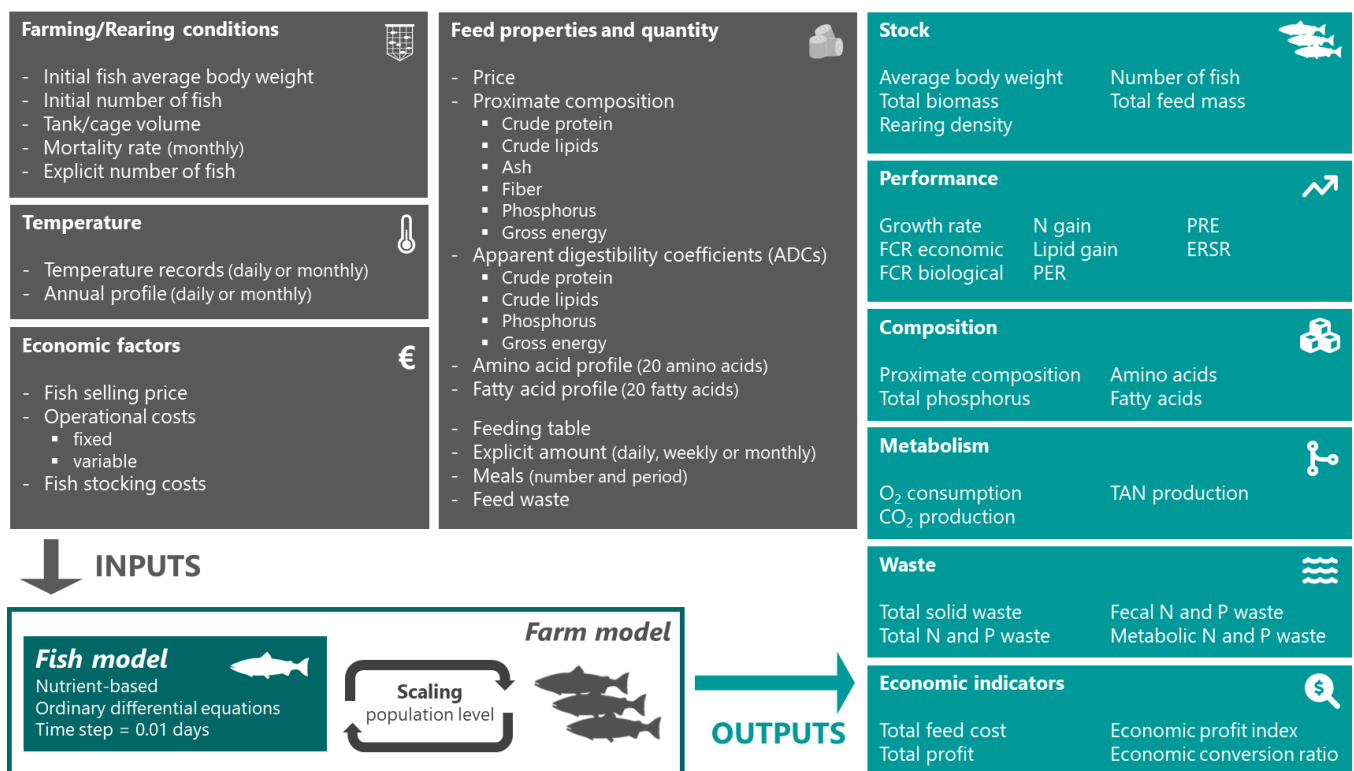 Farming/Rearing conditions
- Initial fish average body weight
- Initial number of fish
- Tank/cage volume
- Mortality rate (monthly)
- Explicit number of fish
Temperature
- Temperature records (daily or monthly)
- Annual profile (daily or monthly)
Economic factors
€
- Fish selling price
- Operational costs
▪ fixed
▪ variable
- Fish stocking costs
Feed properties and quantity
- Price
- Proximate composition
▪ Crude protein
▪ Crude lipids
▪ Ash
▪ Fiber
▪ Phosphorus
▪ Gross energy
- Apparent digestibility coefficients (ADCs)
▪ Crude protein
▪ Crude lipids
▪ Phosphorus
▪ Gross energy
- Amino acid profile (20 amino acids)
- Fatty acid profile (20 fatty acids)
- Feeding table
- Explicit amount (daily, weekly or monthly)
- Meals (number and period)
- Feed waste
INPUTS
Farm model
Fish model
Nutrient-based
Ordinary differential equations
Time step = 0.01 days
Scaling
population level
OUTPUTS
Stock
Average body weight Number of fish
Total biomass Total feed mass
Rearing density
Performance
Growth rate N gain PRE
FCR economic Lipid gain ERSR
FCR biological PER
Composition
Proximate composition Amino acids
Total phosphorus Fatty acids
Metabolism
O₂ consumption TAN production
CO₂ production
Waste
Total solid waste Fecal N and P waste
Total N and P waste Metabolic N and P waste
Economic indicators
$
Total feed cost Economic profit index
Total profit Economic conversion ratio